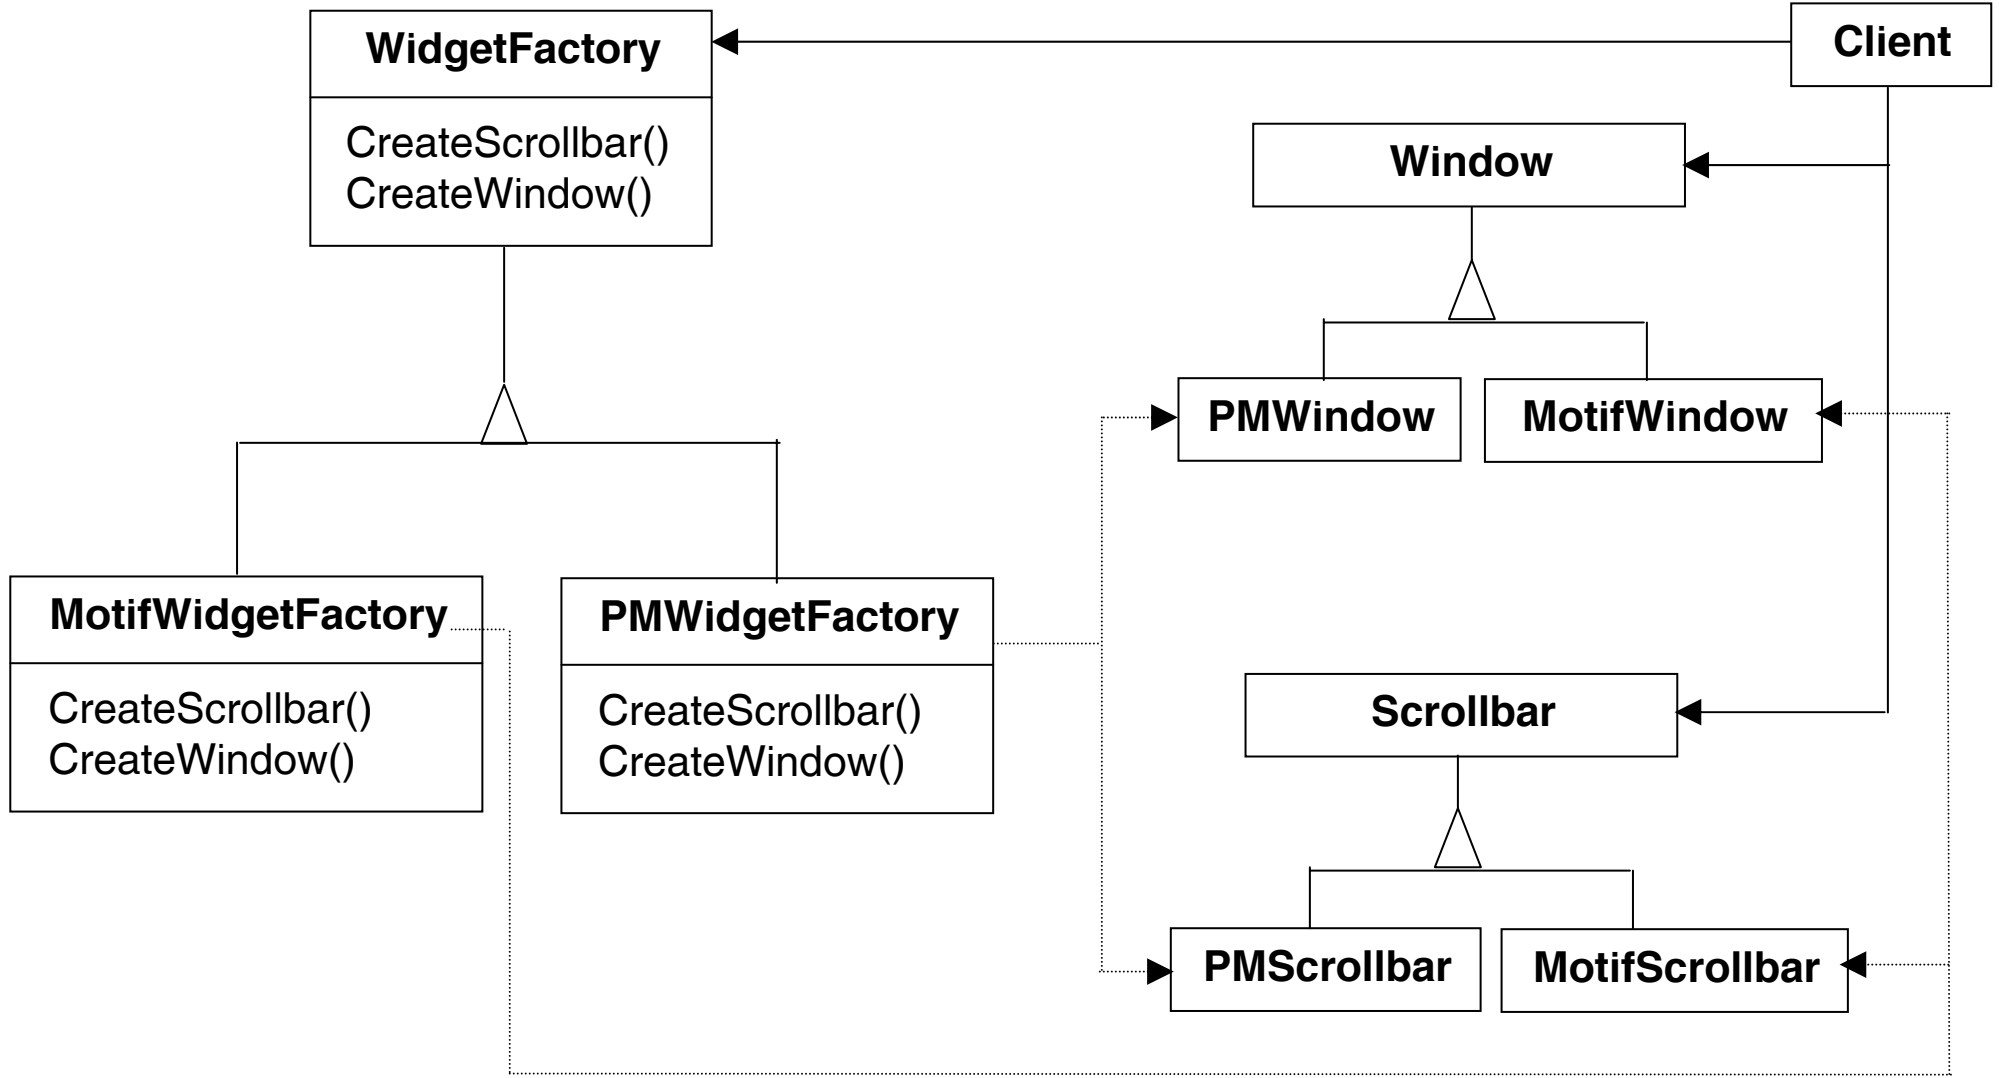 WidgetFactory
CreateScrollbar()
CreateWindow()
Client
Window
PMWindow
MotifWindow
MotifWidgetFactory
CreateScrollbar()
CreateWindow()
PMWidgetFactory
CreateScrollbar()
CreateWindow()
Scrollbar
PMScrollbar
MotifScrollbar